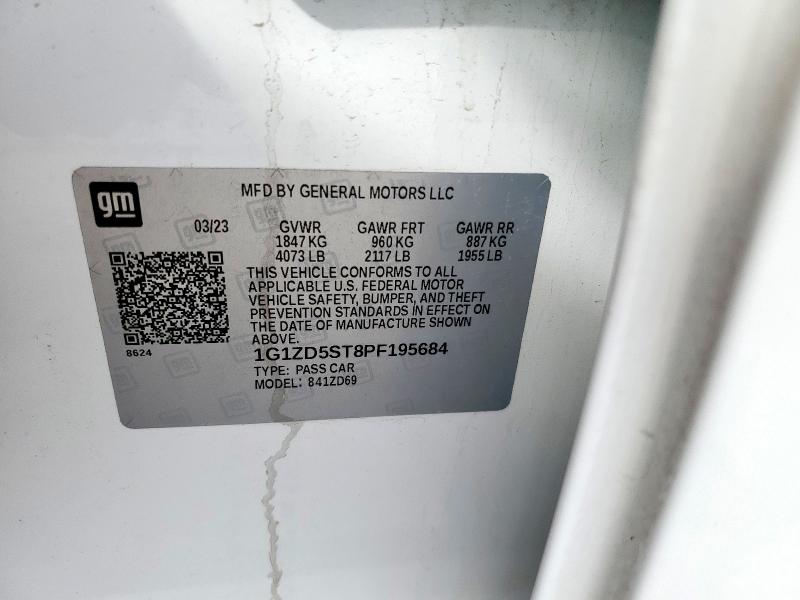 gm
MFD BY GENERAL MOTORS LLC
03/23 GVWR GAWR FRT GAWR RR
1847 KG 960 KG 887 KG
4073 LB 2117 LB 1955 LB
THIS VEHICLE CONFORMS TO ALL
APPLICABLE U.S. FEDERAL MOTOR
VEHICLE SAFETY, BUMPER, AND THEFT
PREVENTION STANDARDS IN EFFECT ON
THE DATE OF MANUFACTURE SHOWN
ABOVE.
8624
1G1ZD5ST8PF195684
TYPE: PASS CAR
MODEL: 841ZD69